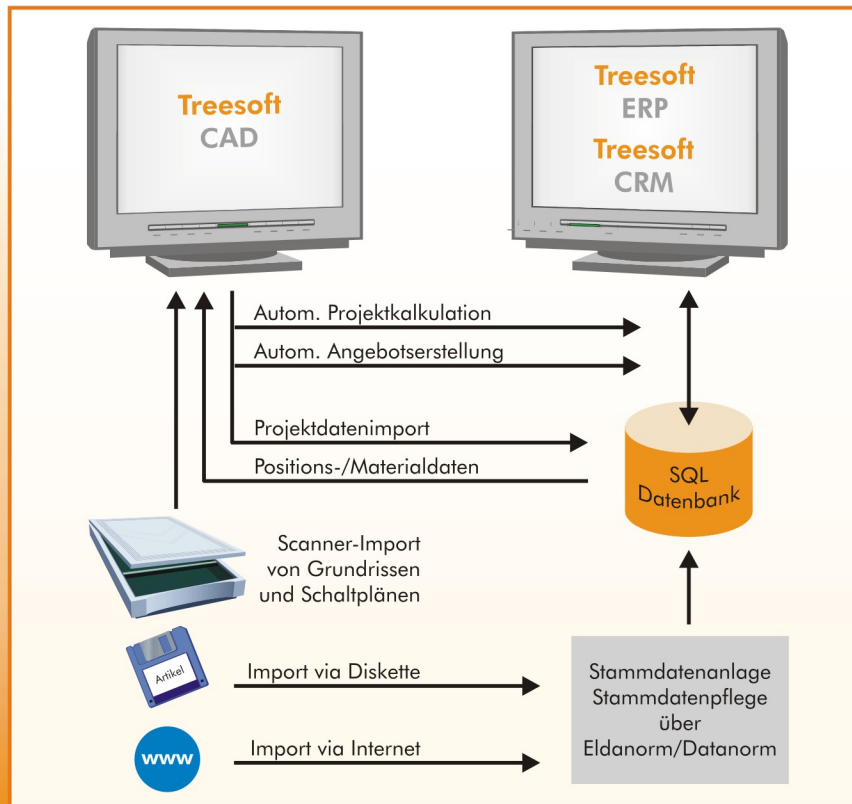 Treesoft
CAD
Treesoft
ERP
Treesoft
CRM
Autom. Projektkalkulation
Autom. Angebotserstellung
Projektdatenimport
Positions-/Materialdaten
SQL
Datenbank
Scanner-Import
von Grundrissen
und Schaltplänen
Artikel
Import via Diskette
Stammdatenanlage
Stammdatenpflege
über
Eldanorm/Datanorm
www
Import via Internet